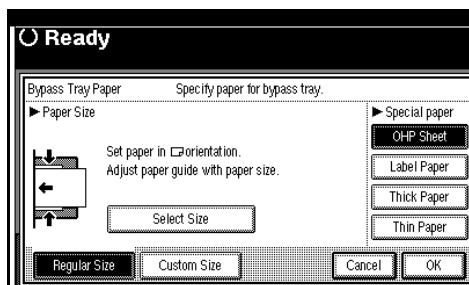 Ready
Bypass Tray Paper Specify paper for bypass tray.
► Paper Size
Set paper in orientation.
Adjust paper guide with paper size.
Select Size
► Special paper
OHP Sheet
Label Paper
Thick Paper
Thin Paper
Regular Size Custom Size Cancel OK